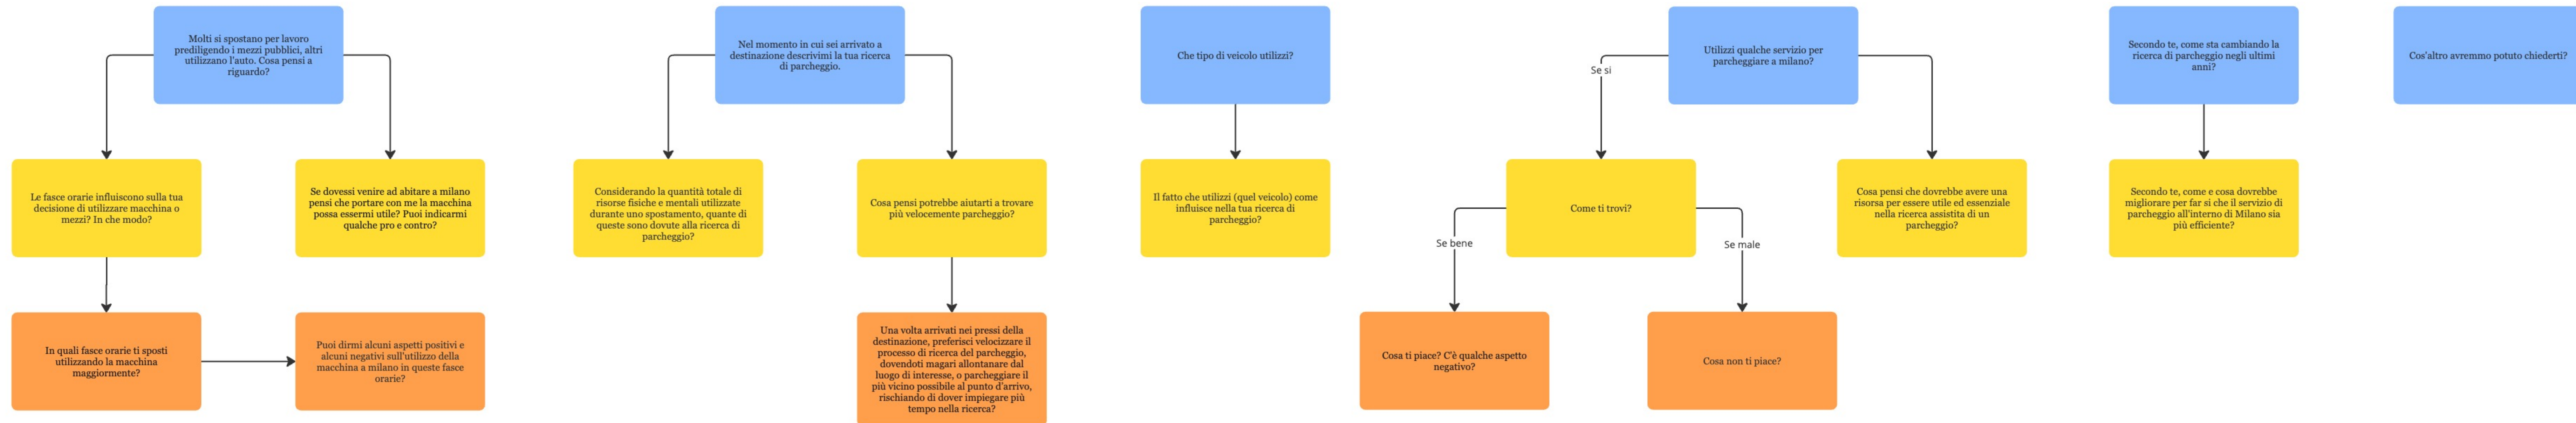 Molti si spostano per lavoro
prediligendo i mezzi pubblici, altri
utilizzano l'auto. Cosa pensi a
riguardo?
Le fasce orarie influiscono sulla tua
decisione di utilizzare macchina o
mezzi? In che modo?
Se dovessi venire ad abitare a milano
pensi che portare con me la macchina
possa essermi utile? Puoi indicarmi
qualche pro e contro?
In quali fasce orarie ti sposti
utilizzando la macchina
maggiormente?
Puoi dirmi alcuni aspetti positivi e
alcuni negativi sull'utilizzo della
macchina a milano in queste fasce
orarie?
Nel momento in cui sei arrivato a
destinazione descrivimi la tua ricerca
di parcheggio.
Considerando la quantità totale di
risorse fisiche e mentali utilizzate
durante uno spostamento, quante di
queste sono dovute alla ricerca di
parcheggio?
Cosa pensi potrebbe aiutarti a trovare
più velocemente parcheggio?
Una volta arrivati nei pressi della
destinazione, preferisci velocizzare il
processo di ricerca del parcheggio,
dovendoti magari allontanare dal
luogo di interesse, o parcheggiare il
più vicino possibile al punto d'arrivo,
rischiando di dover impiegare più
tempo nella ricerca?
Che tipo di veicolo utilizzi?
Il fatto che utilizzi (quel veicolo) come
influisce nella tua ricerca di
parcheggio?
Utilizzi qualche servizio per
parcheggiare a milano?
Se si
Come ti trovi?
Cosa pensi che dovrebbe avere una
risorsa per essere utile ed essenziale
nella ricerca assistita di un
parcheggio?
Se bene
Se male
Cosa ti piace? C'è qualche aspetto
negativo?
Cosa non ti piace?
Secondo te, come sta cambiando la
ricerca di parcheggio negli ultimi
anni?
Secondo te, come e cosa dovrebbe
migliorare per far si che il servizio di
parcheggio all'interno di Milano sia
più efficiente?
Cos'altro avremmo potuto chiederti?